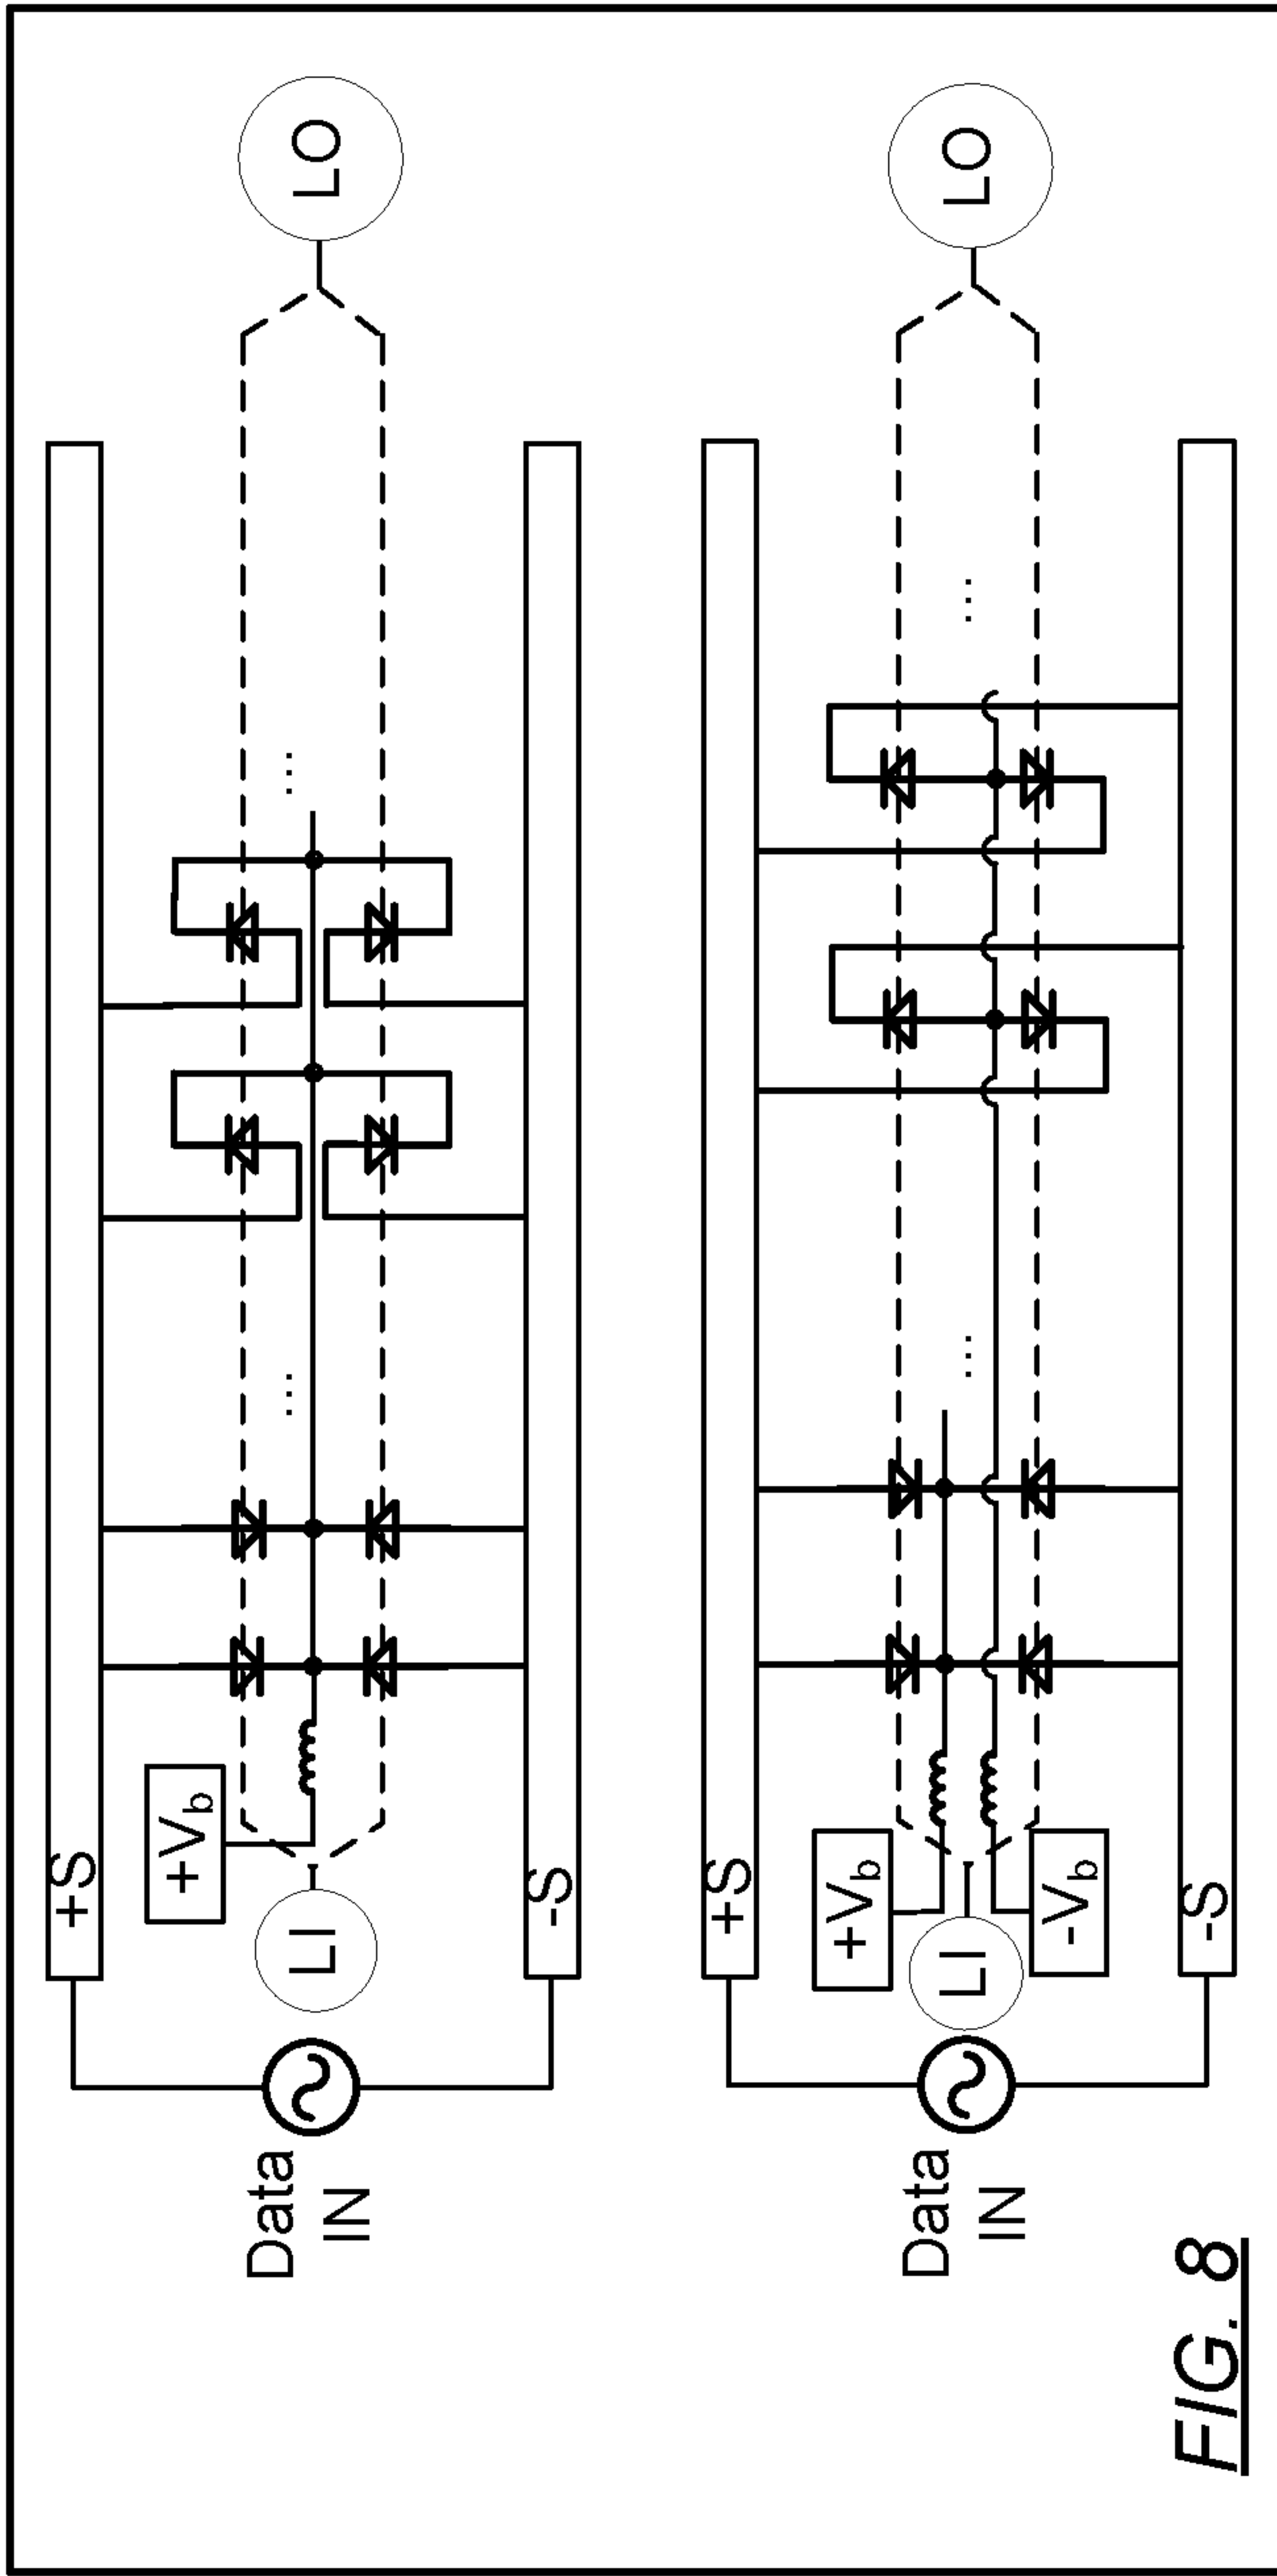 +S
+V_b
LI
LO
-S
Data
IN
...
...
+S
+V_b
LI
LO
-V_b
-S
Data
IN
...
...
FIG. 8